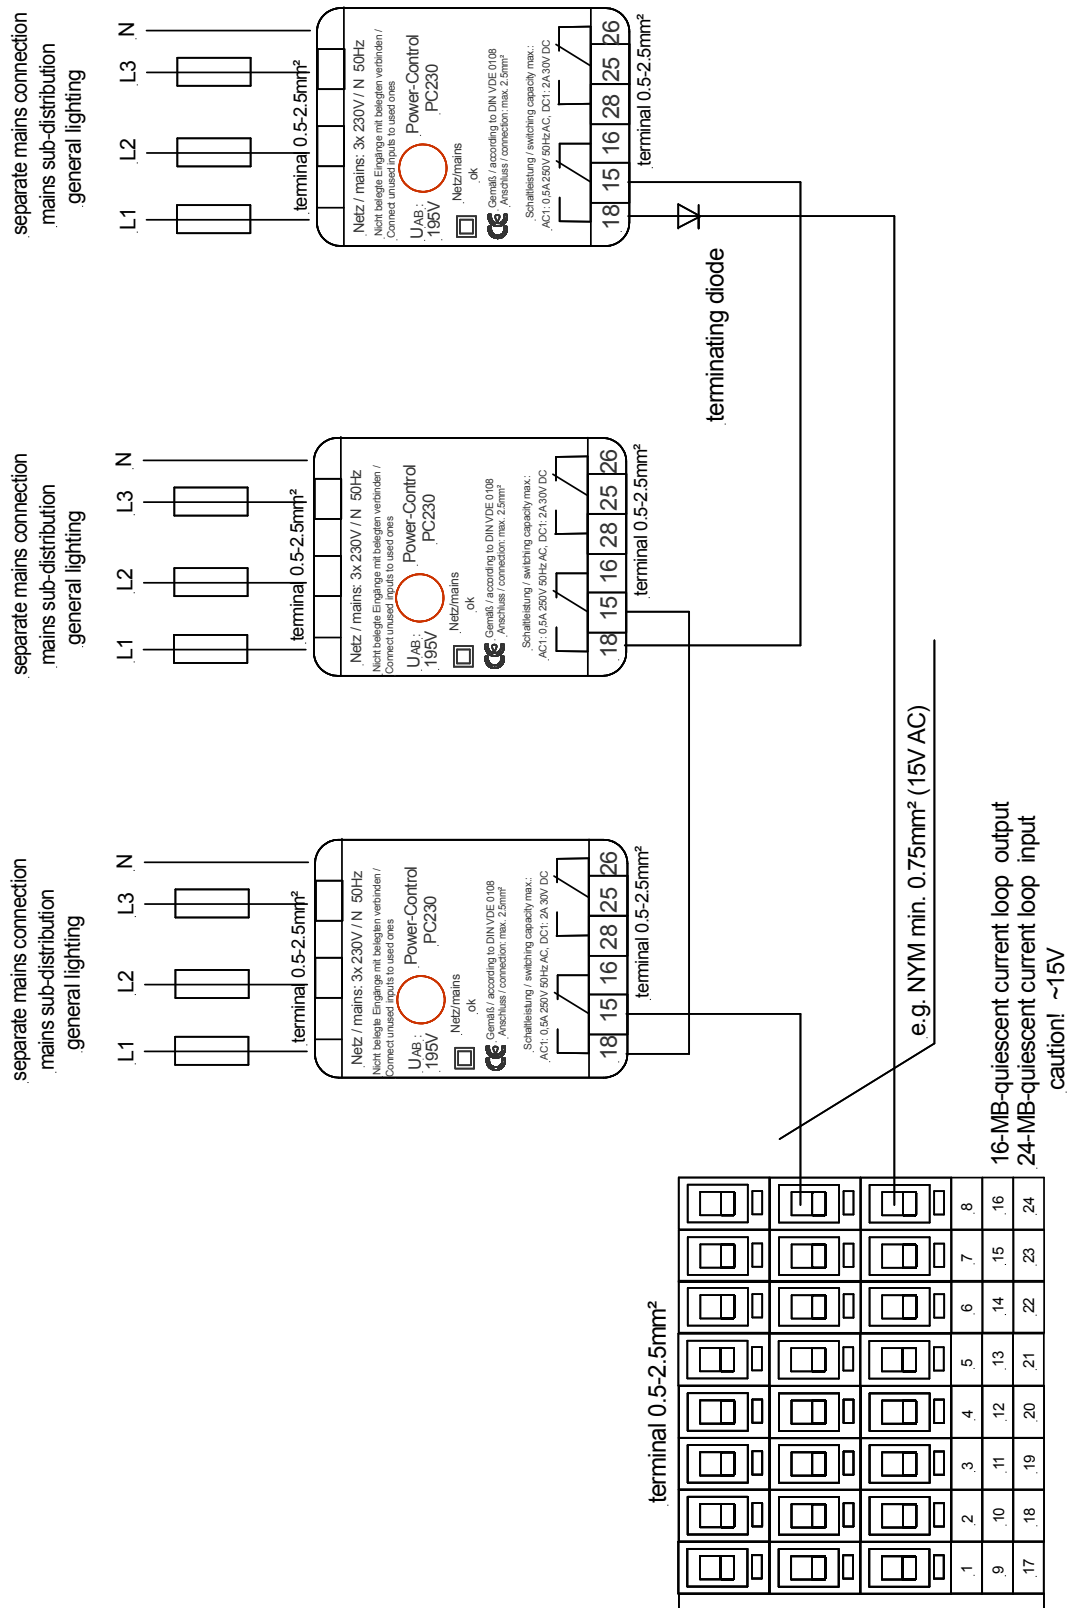 separate mains connection
mains sub-distribution
general lighting
L1
L2
L3
N
terminal 0.5-2.5mm²
Netz / mains: 3x 230V / N 50Hz
Nicht belegte Eingänge mit belegten verbinden /
Connect unused inputs to used ones
UAB.:
195V
Power-Control
PC230
Netz/mains
ok
CE
Gemäß / according to DIN VDE 0108
Anschluss / connection: max. 2.5mm²
Schaltleistung / switching capacity max.:
AC1: 0,5A 250V 50Hz AC, DC1: 2A 30V DC
18 15 16 28 25 26
terminal 0.5-2.5mm²
separate mains connection
mains sub-distribution
general lighting
L1
L2
L3
N
terminal 0.5-2.5mm²
Netz / mains: 3x 230V / N 50Hz
Nicht belegte Eingänge mit belegten verbinden /
Connect unused inputs to used ones
UAB.:
195V
Power-Control
PC230
Netz/mains
ok
CE
Gemäß / according to DIN VDE 0108
Anschluss / connection: max. 2.5mm²
Schaltleistung / switching capacity max.:
AC1: 0,5A 250V 50Hz AC, DC1: 2A 30V DC
18 15 16 28 25 26
terminal 0.5-2.5mm²
separate mains connection
mains sub-distribution
general lighting
L1
L2
L3
N
terminal 0.5-2.5mm²
Netz / mains: 3x 230V / N 50Hz
Nicht belegte Eingänge mit belegten verbinden /
Connect unused inputs to used ones
UAB.:
195V
Power-Control
PC230
Netz/mains
ok
CE
Gemäß / according to DIN VDE 0108
Anschluss / connection: max. 2.5mm²
Schaltleistung / switching capacity max.:
AC1: 0,5A 250V 50Hz AC, DC1: 2A 30V DC
18 15 16 28 25 26
terminal 0.5-2.5mm²
terminating diode
terminal 0.5-2.5mm²
e.g. NYM min. 0.75mm² (15V AC)
1 2 3 4 5 6 7 8
9 10 11 12 13 14 15 16
17 18 19 20 21 22 23 24
16-MB-quiescent current loop output
24-MB-quiescent current loop input
caution! ~15V